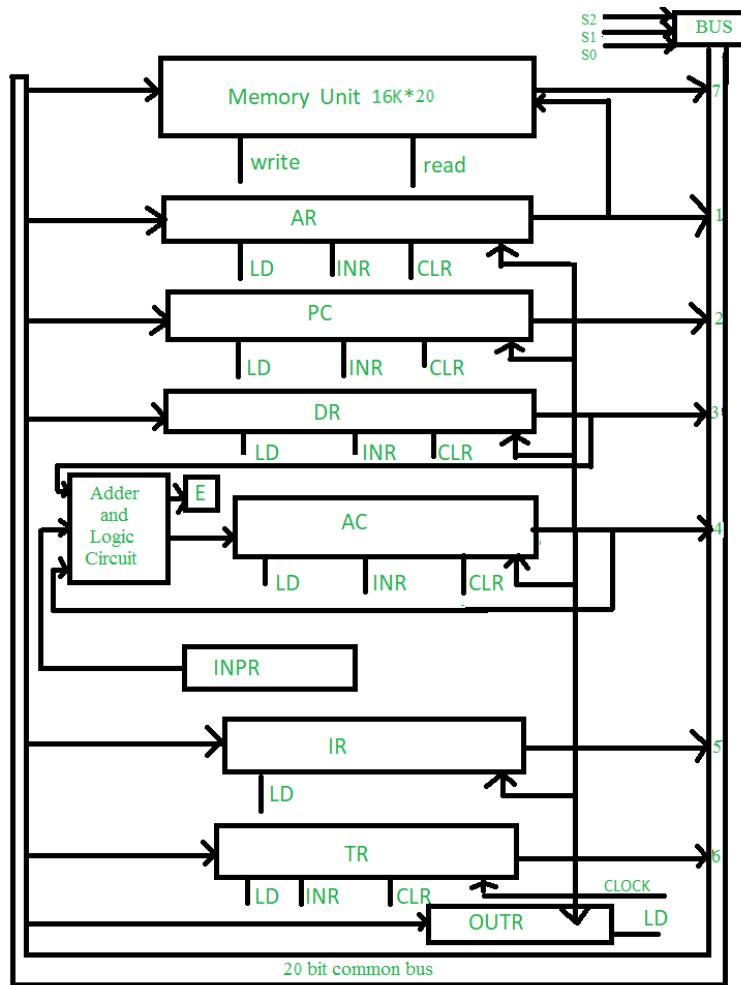 S2
S1
S0
BUS
Memory Unit 16K*20
7
write
read
AR
1
LD
INR
CLR
PC
2
LD
INR
CLR
DR
3
LD
INR
CLR
Adder
and
Logic
Circuit
E
AC
4
LD
INR
CLR
INPR
IR
5
LD
TR
6
LD
INR
CLR
CLOCK
OUTR
LD
20 bit common bus